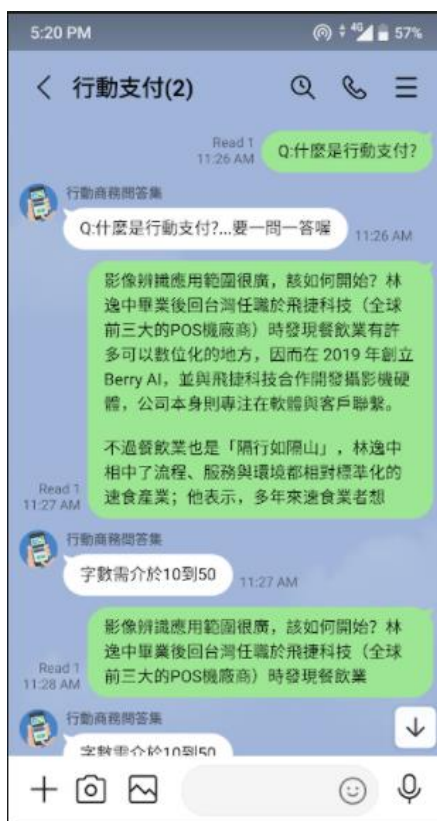 5:20 PM
4G
57%
行動支付(2)
Read 1
11:26 AM
Q:什麼是行動支付?
行動商務問答集
Q:什麼是行動支付?...要一問一答喔
11:26 AM
影像辨識應用範圍很廣，該如何開始？林
逸中畢業後回台灣任職於飛捷科技（全球
前三大的POS機廠商）時發現餐飲業有許
多可以數位化的地方，因而在 2019 年創立
Berry AI，並與飛捷科技合作開發攝影機硬
體，公司本身則專注在軟體與客戶聯繫。
不過餐飲業也是「隔行如隔山」，林逸中
相中了流程、服務與環境都相對標準化的
速食產業；他表示，多年來速食業者想
Read 1
11:27 AM
行動商務問答集
字數需介於10到50
11:27 AM
影像辨識應用範圍很廣，該如何開始？林
逸中畢業後回台灣任職於飛捷科技（全球
前三大的POS機廠商）時發現餐飲業
Read 1
11:28 AM
行動商務問答集
字數需介於10到50